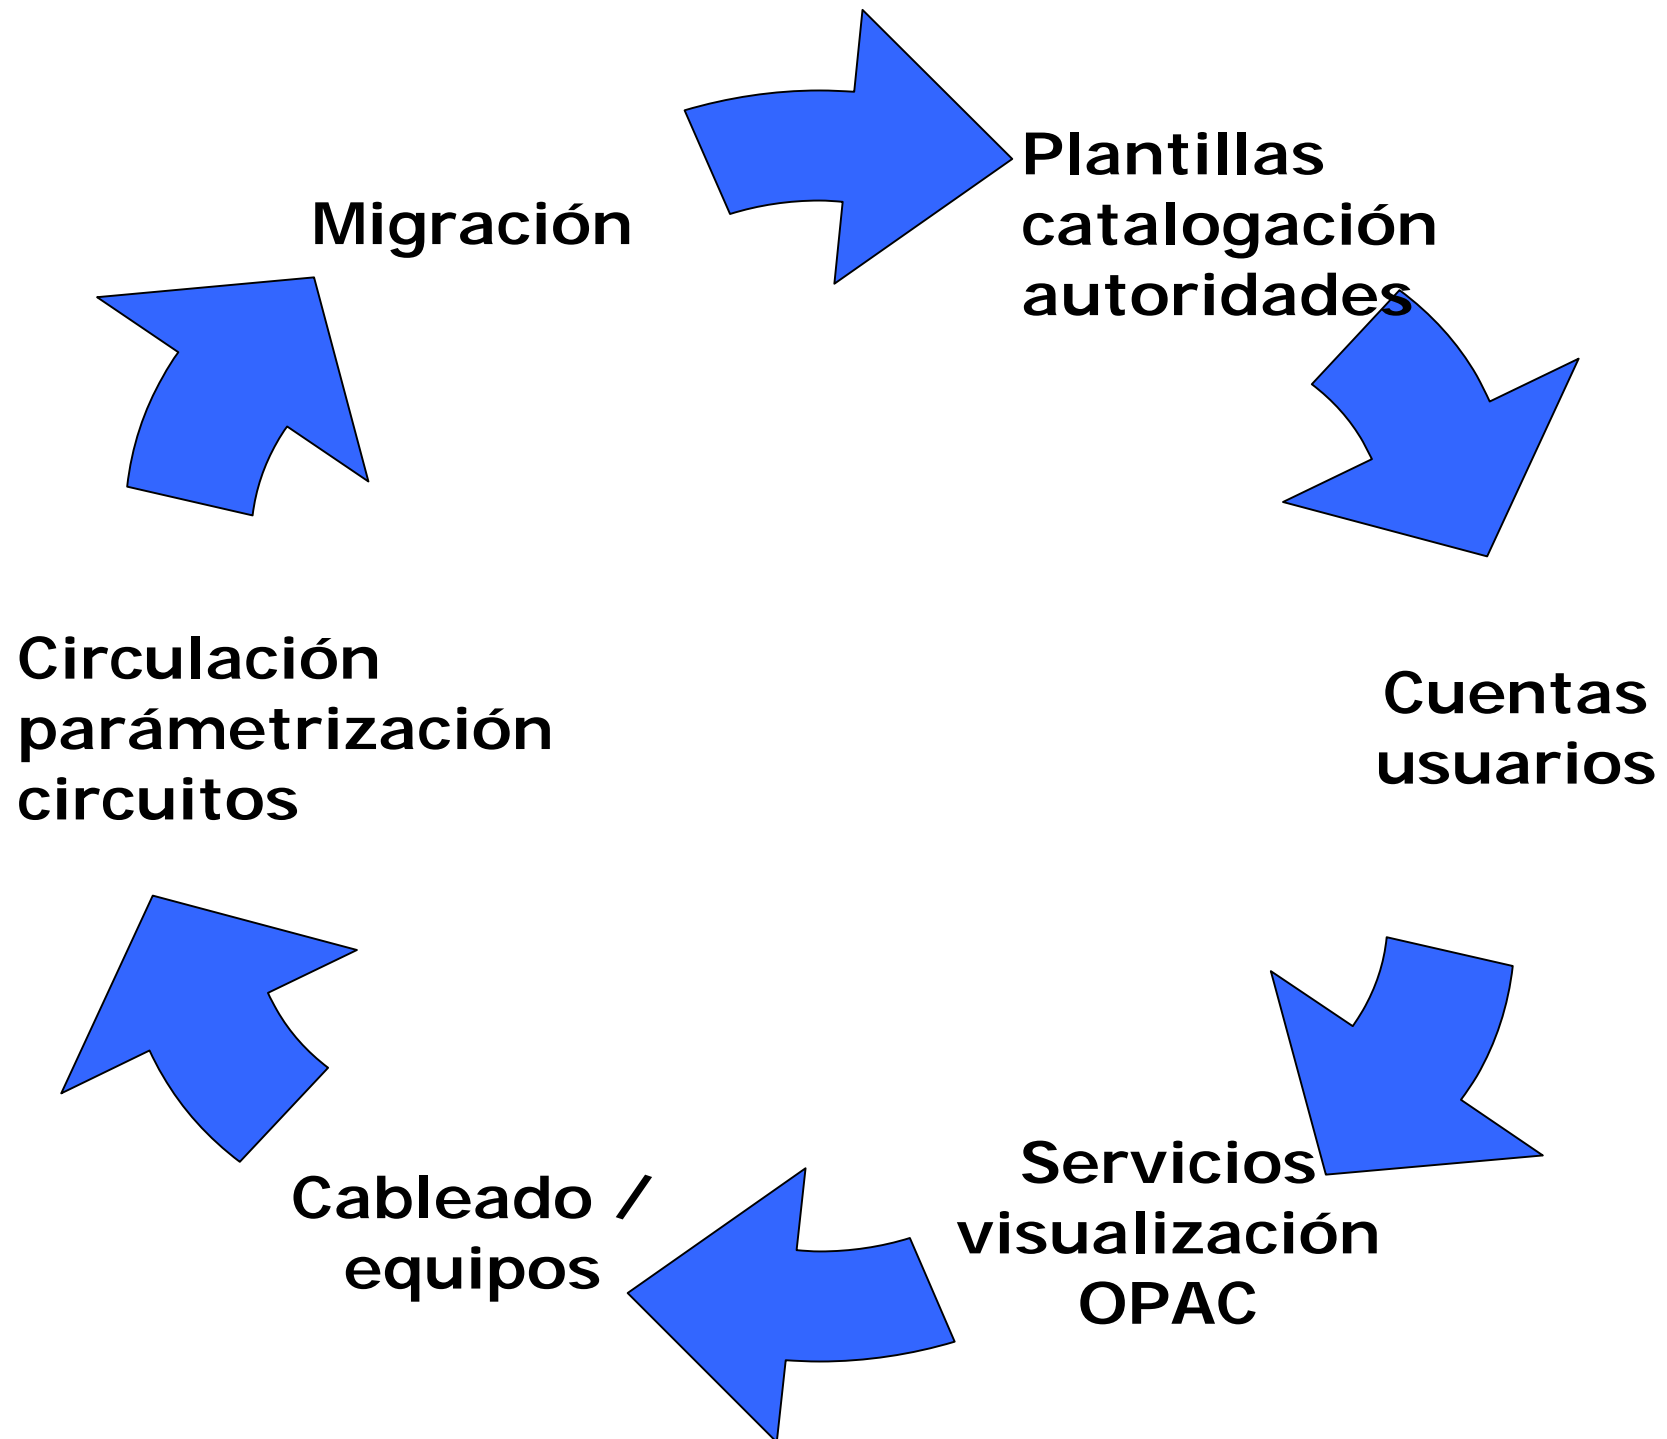 Migración
Plantillas
catalogación
autoridades
Cuentas
usuarios
Servicios
visualización
OPAC
Cableado /
equipos
Circulación
parámetrización
circuitos